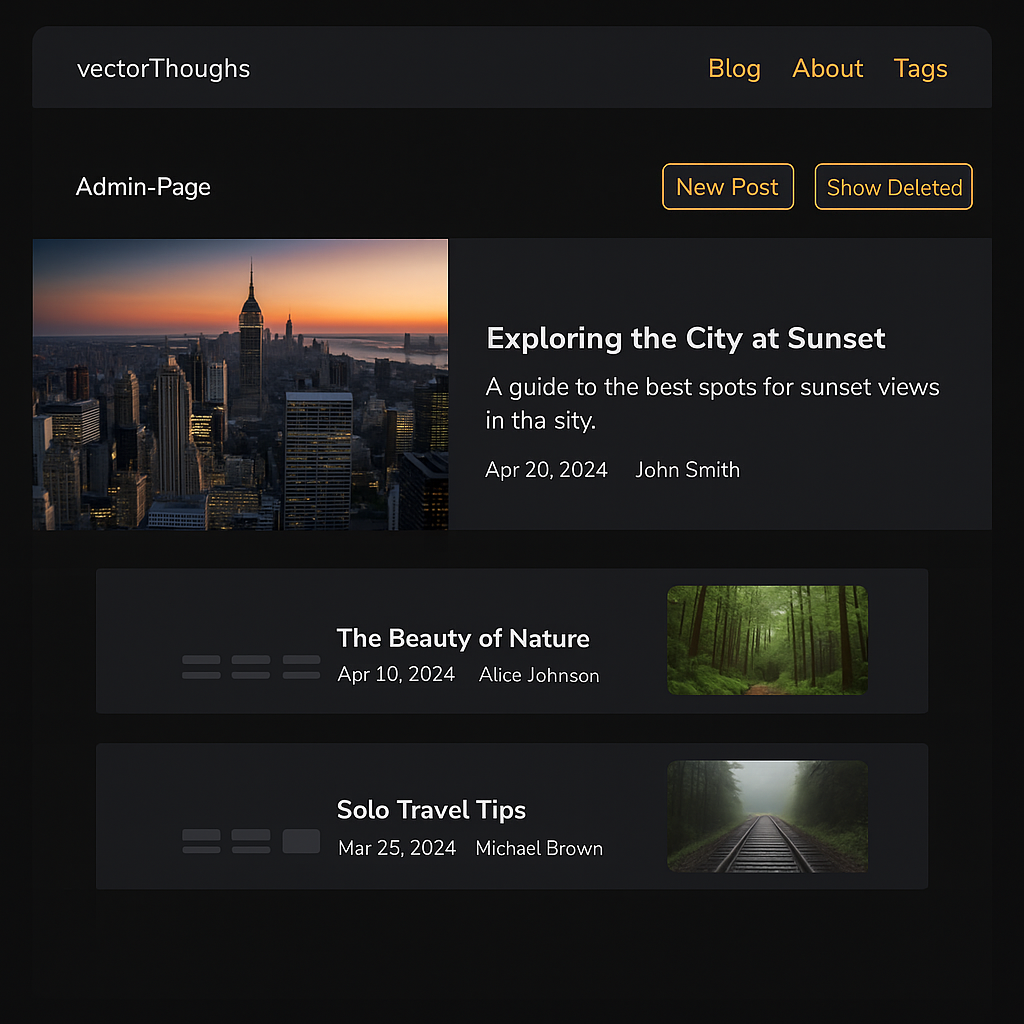 vectorThoughs
Blog About Tags
Admin-Page
New Post
Show Deleted
Exploring the City at Sunset
A guide to the best spots for sunset views
in tha sity.
Apr 20, 2024 John Smith
The Beauty of Nature
Apr 10, 2024 Alice Johnson
Solo Travel Tips
Mar 25, 2024 Michael Brown